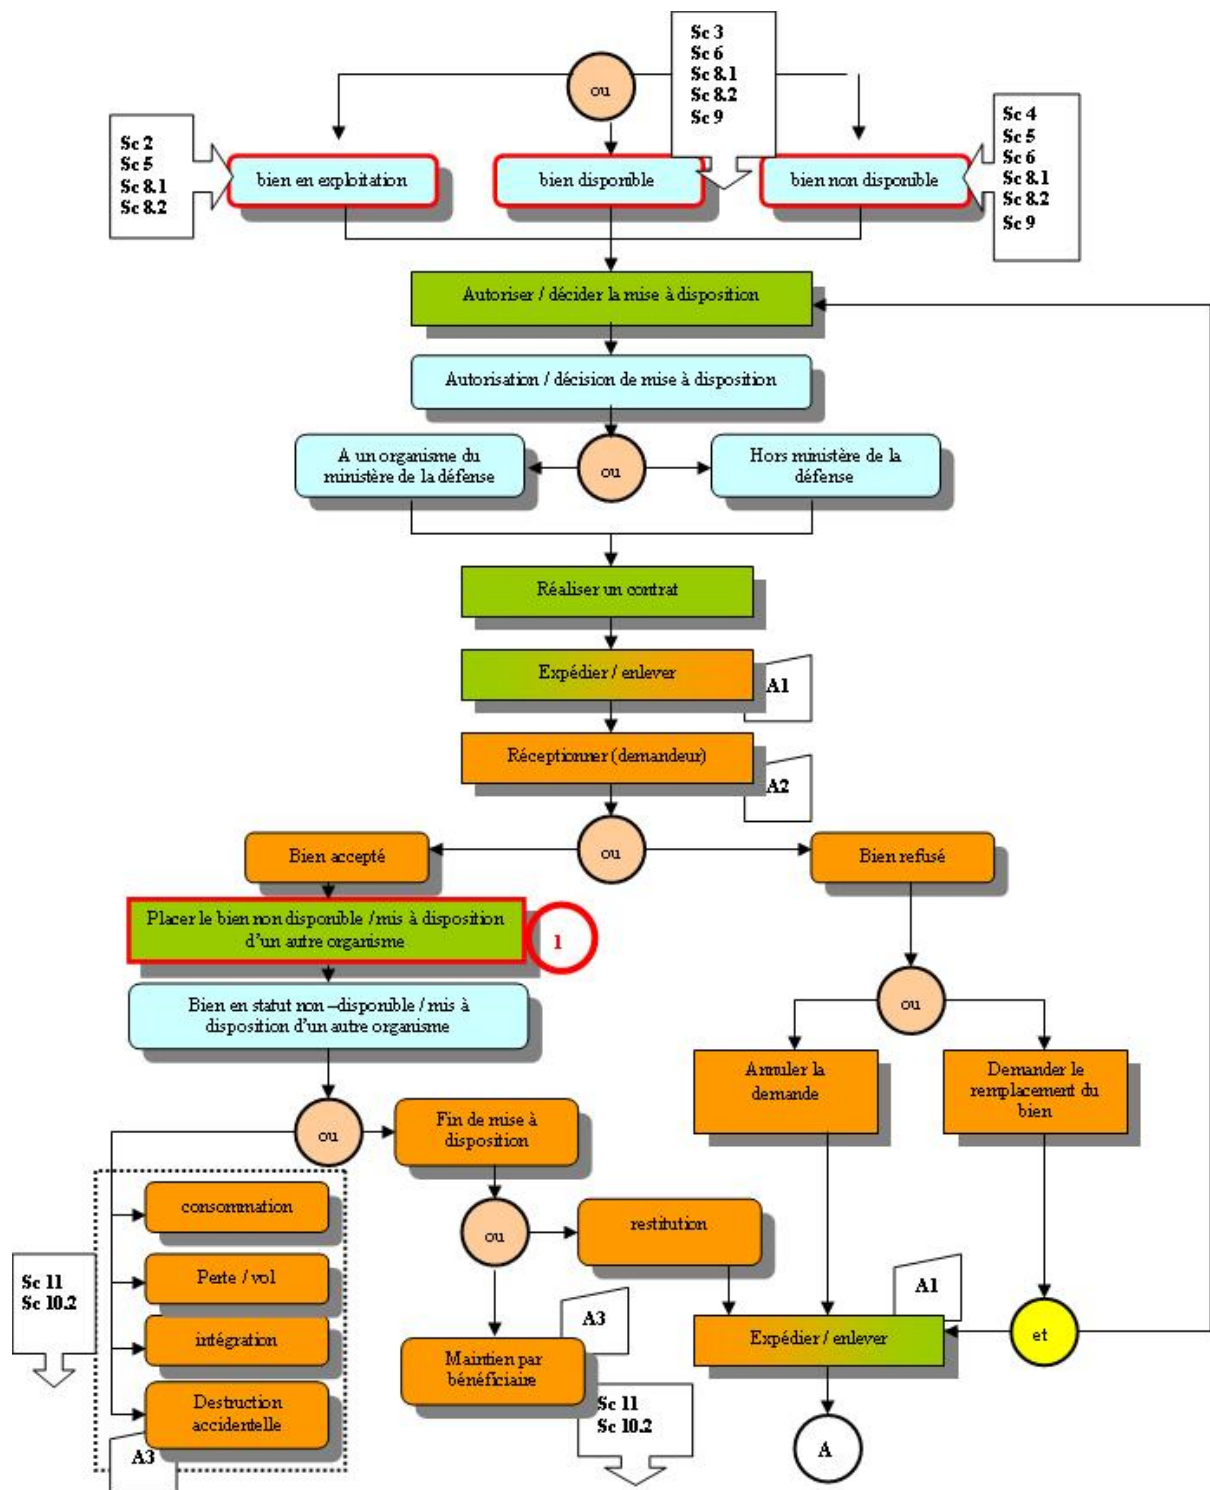 Sc 3
Sc 6
Sc 8.1
Sc 8.2
Sc 9
ou
Sc 2
Sc 5
Sc 8.1
Sc 8.2
Sc 4
Sc 5
Sc 6
Sc 8.1
Sc 8.2
Sc 9
bien en exploitation
bien disponible
bien non disponible
Autoriser / décider la mise à disposition
Autorisation / décision de mise à disposition
A un organisme du
ministère de la défense
ou
Hors ministère de la
défense
Réaliser un contrat
Expédier / enlever
A1
Réceptionner (demandeur)
A2
Bien accepté
ou
Bien refusé
Placer le bien non disponible / mis à disposition
d'un autre organisme
1
Bien en statut non –disponible / mis à
disposition d'un autre organisme
ou
Annuler la
demande
Demander le
remplacement du
bien
ou
Fin de mise à
disposition
consommation
ou
restitution
Sc 11
Sc 10.2
Perte / vol
A1
intégration
A3
Expédier / enlever
et
Maintien par
bénéficiaire
Destruction
accidentelle
Sc 11
Sc 10.2
A3
A